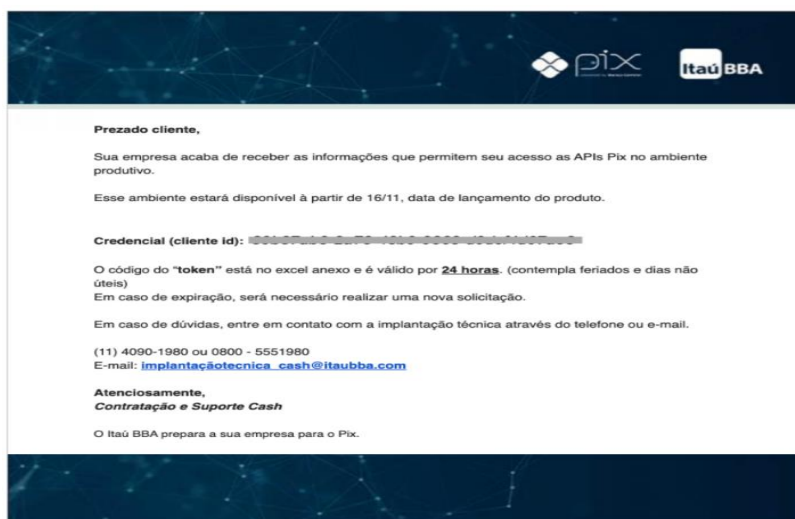 pix
Itaú BBA
Prezado cliente,
Sua empresa acaba de receber as informações que permitem seu acesso as APIs Pix no ambiente
produtivo.
Esse ambiente estará disponível à partir de 16/11, data de lançamento do produto.
Credencial (cliente id):
O código do "token" está no excel anexo e é válido por 24 horas. (contempla feriados e dias não
úteis)
Em caso de expiração, será necessário realizar uma nova solicitação.
Em caso de dúvidas, entre em contato com a implantação técnica através do telefone ou e-mail.
(11) 4090-1980 ou 0800 - 5551980
E-mail: implantaçãotecnica_cash@itaubba.com
Atenciosamente,
Contratação e Suporte Cash
O Itaú BBA prepara a sua empresa para o Pix.